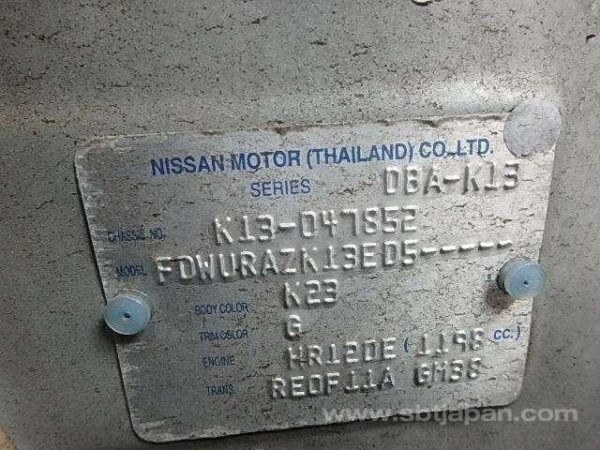 NISSAN MOTOR (THAILAND) CO.,LTD.
SERIES DBA-K13
CHASSIS NO. K13-047852
MODEL FDWURAZK13ED5-----
BODY COLOR K23
TRIM COLOR G
ENGINE HR12DE ( 1198 CC.)
TRANS RE0F11A GM38
www.sbtjapan.com